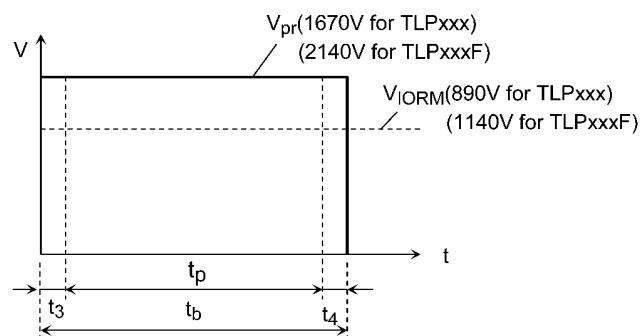 Vpr(1670V for TLPxxx)
(2140V for TLPxxxF)
V
VIORM(890V for TLPxxx)
(1140V for TLPxxxF)
t
tp
t3
tb
t4